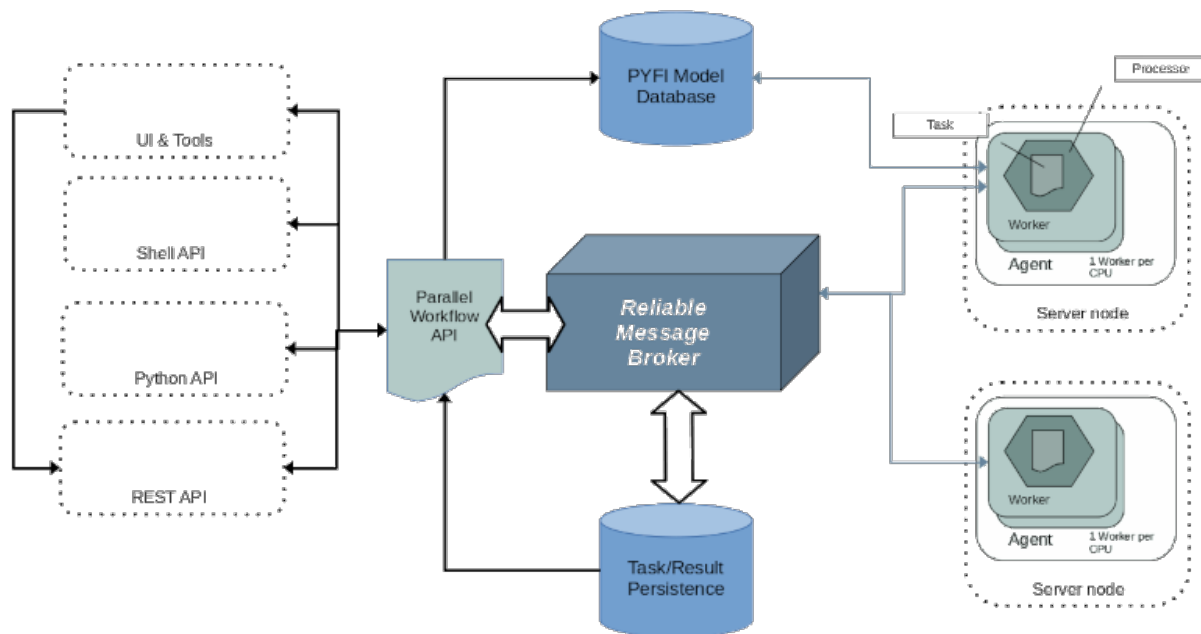 PYFI Model
Database
Processor
Task
UI & Tools
Shell API
Python API
REST API
Parallel
Workflow
API
Reliable
Message
Broker
Task/Result
Persistence
Worker
Agent
1 Worker per
CPU
Server node
Worker
Agent
1 Worker per
CPU
Server node